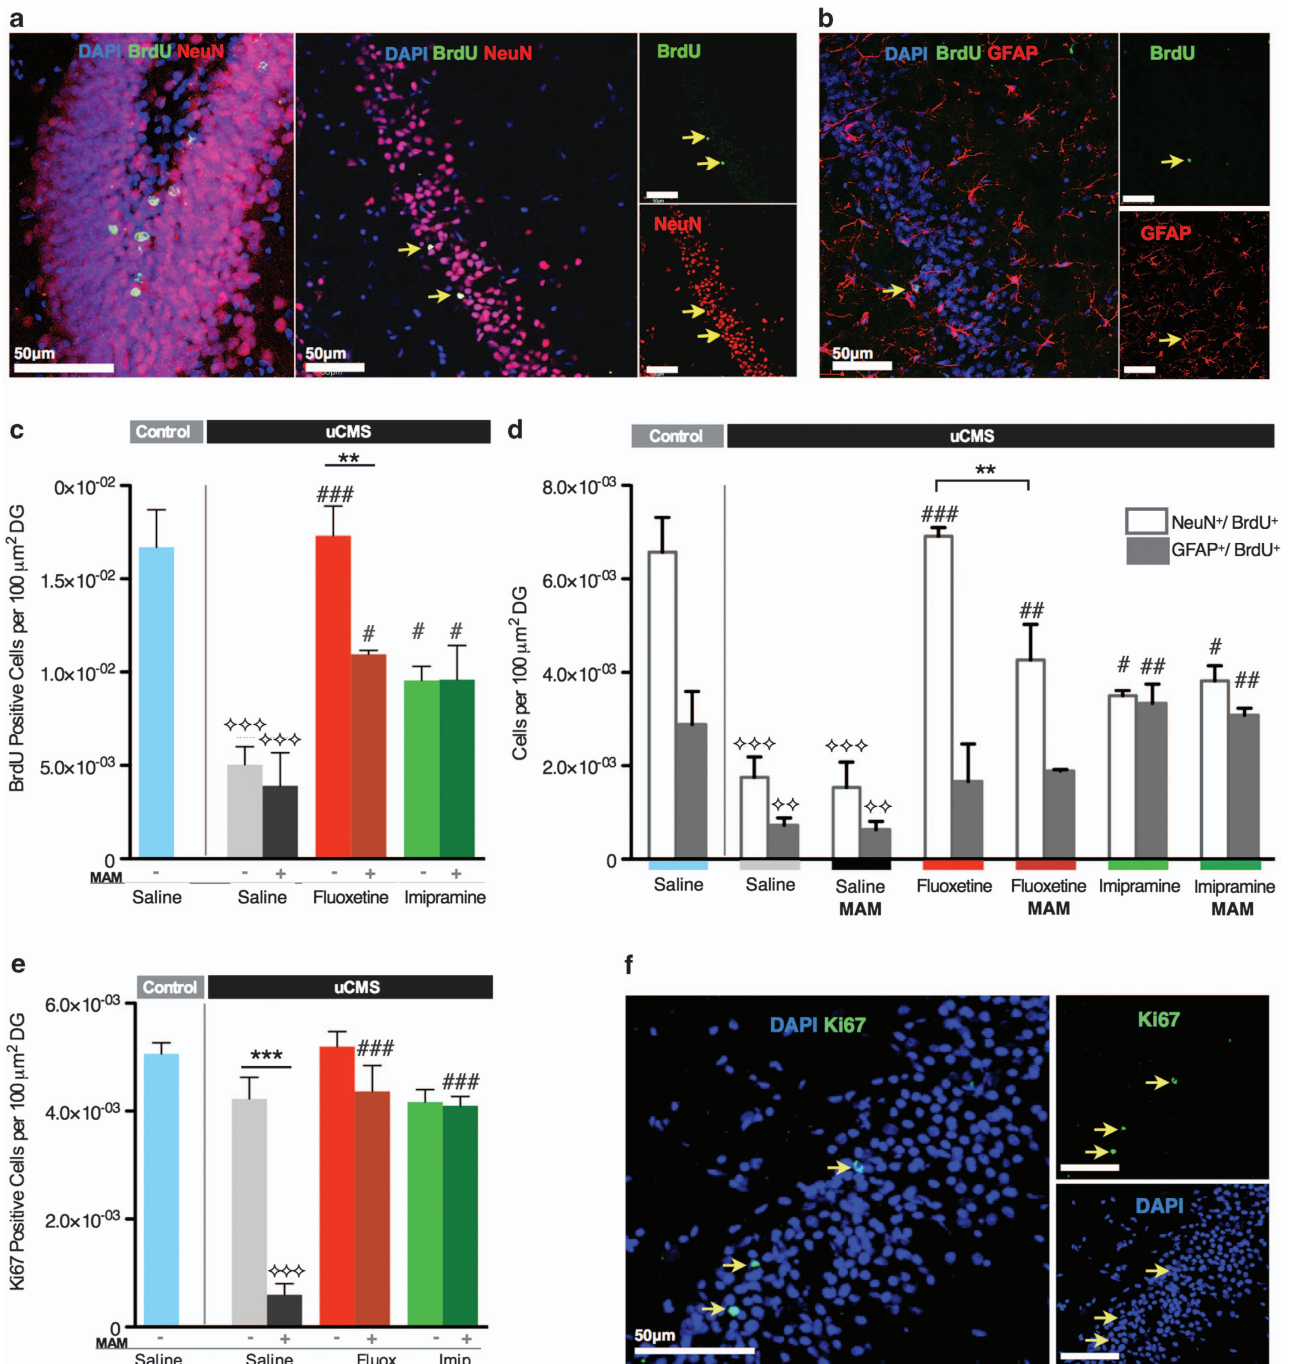 a
DAPI BrdU NeuN
DAPI BrdU NeuN
BrdU
NeuN
50µm
50µm
b
DAPI BrdU GFAP
BrdU
GFAP
50µm
c
Control
uCMS
BrdU Positive Cells per 100 µm² DG
**
0×10-02
1.5×10-02
1.0×10-02
5.0×10-03
0
###
#
# #
✧✧✧
✧✧✧
MAM - - + - + - +
Saline Saline Fluoxetine Imipramine
d
Control
uCMS
Cells per 100 µm² DG
8.0×10-03
6.0×10-03
4.0×10-03
2.0×10-03
0
**
NeuN+/ BrdU+
GFAP+/ BrdU+
###
##
# ##
# ##
✧✧✧
✧✧
✧✧✧
✧✧
Saline Saline Saline Fluoxetine Fluoxetine Imipramine Imipramine
MAM MAM MAM
e
Control
uCMS
Ki67 Positive Cells per 100 µm² DG
6.0×10-03
4.0×10-03
2.0×10-03
0
***
###
###
✧✧✧
MAM - - + - + - +
Saline Saline Fluox Imip
f
DAPI Ki67
Ki67
DAPI
50µm